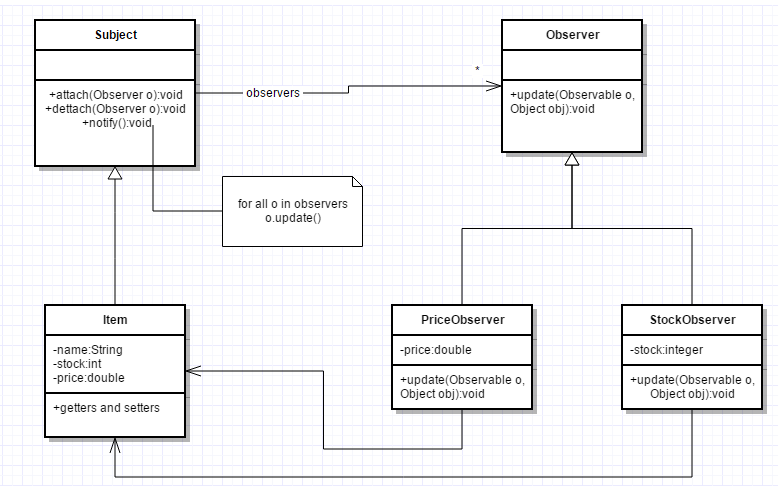 Subject
+attach(Observer o):void
+dettach(Observer o):void
+notify():void
observers
*
Observer
+update(Observable o,
Object obj):void
for all o in observers
o.update()
Item
-name:String
-stock:int
-price:double
+getters and setters
PriceObserver
-price:double
+update(Observable o,
Object obj):void
StockObserver
-stock:integer
+update(Observable o,
Object obj):void